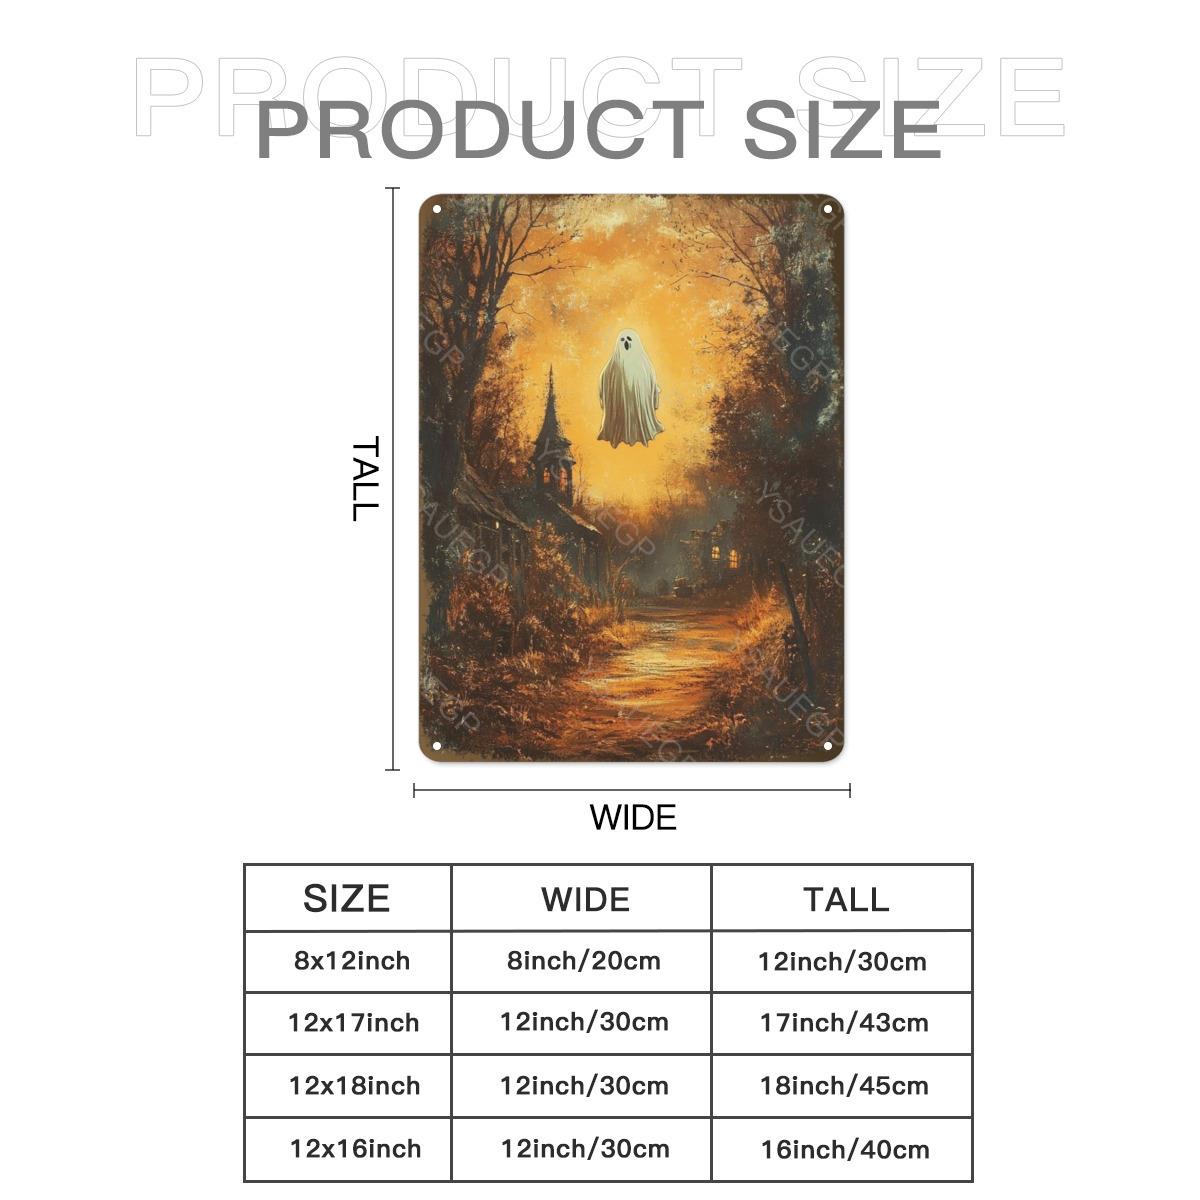 PRODUCT SIZE
PRODUCT SIZE
TALL
YSAUEGP
WIDE
SIZE WIDE TALL
8x12inch 8inch/20cm 12inch/30cm
12x17inch 12inch/30cm 17inch/43cm
12x18inch 12inch/30cm 18inch/45cm
12x16inch 12inch/30cm 16inch/40cm